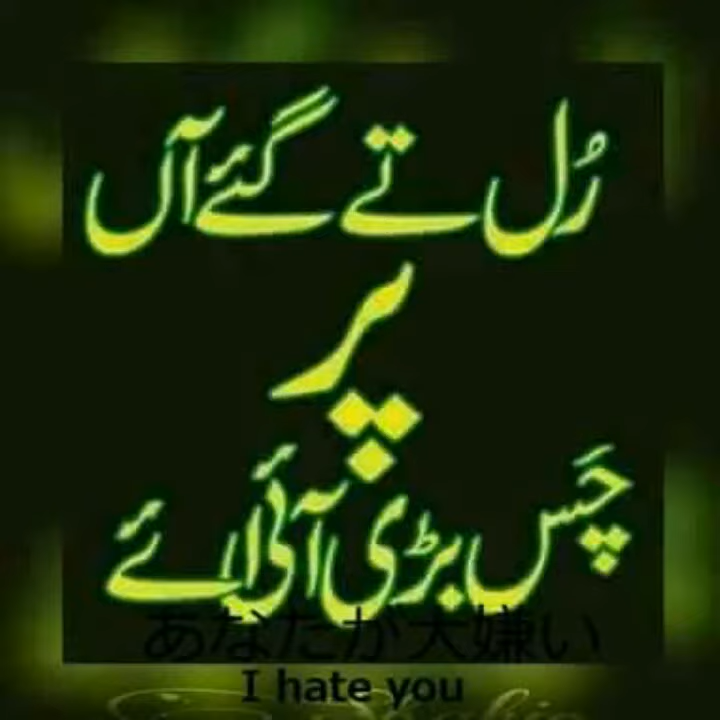 رُل تے گئے آں
پر
چَس بڑی آئی اے
あなたが大嫌い
I hate you